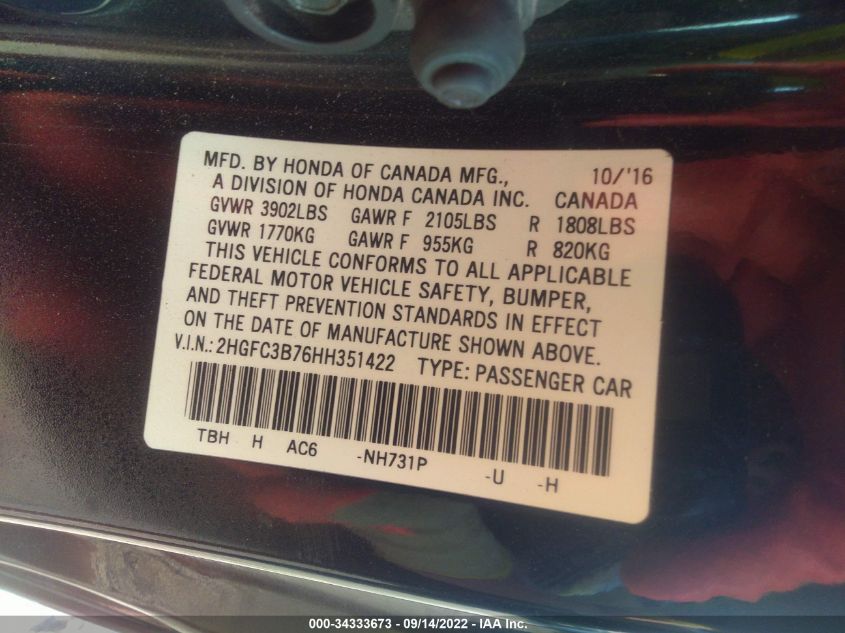 MFD. BY HONDA OF CANADA MFG., 10/'16
A DIVISION OF HONDA CANADA INC. CANADA
GVWR 3902LBS GAWR F 2105LBS R 1808LBS
GVWR 1770KG GAWR F 955KG R 820KG
THIS VEHICLE CONFORMS TO ALL APPLICABLE
FEDERAL MOTOR VEHICLE SAFETY, BUMPER,
AND THEFT PREVENTION STANDARDS IN EFFECT
ON THE DATE OF MANUFACTURE SHOWN ABOVE.
V.I.N.: 2HGFC3B76HH351422 TYPE: PASSENGER CAR
TBH H AC6 -NH731P -U -H
000-34333673 - 09/14/2022 - IAA Inc.